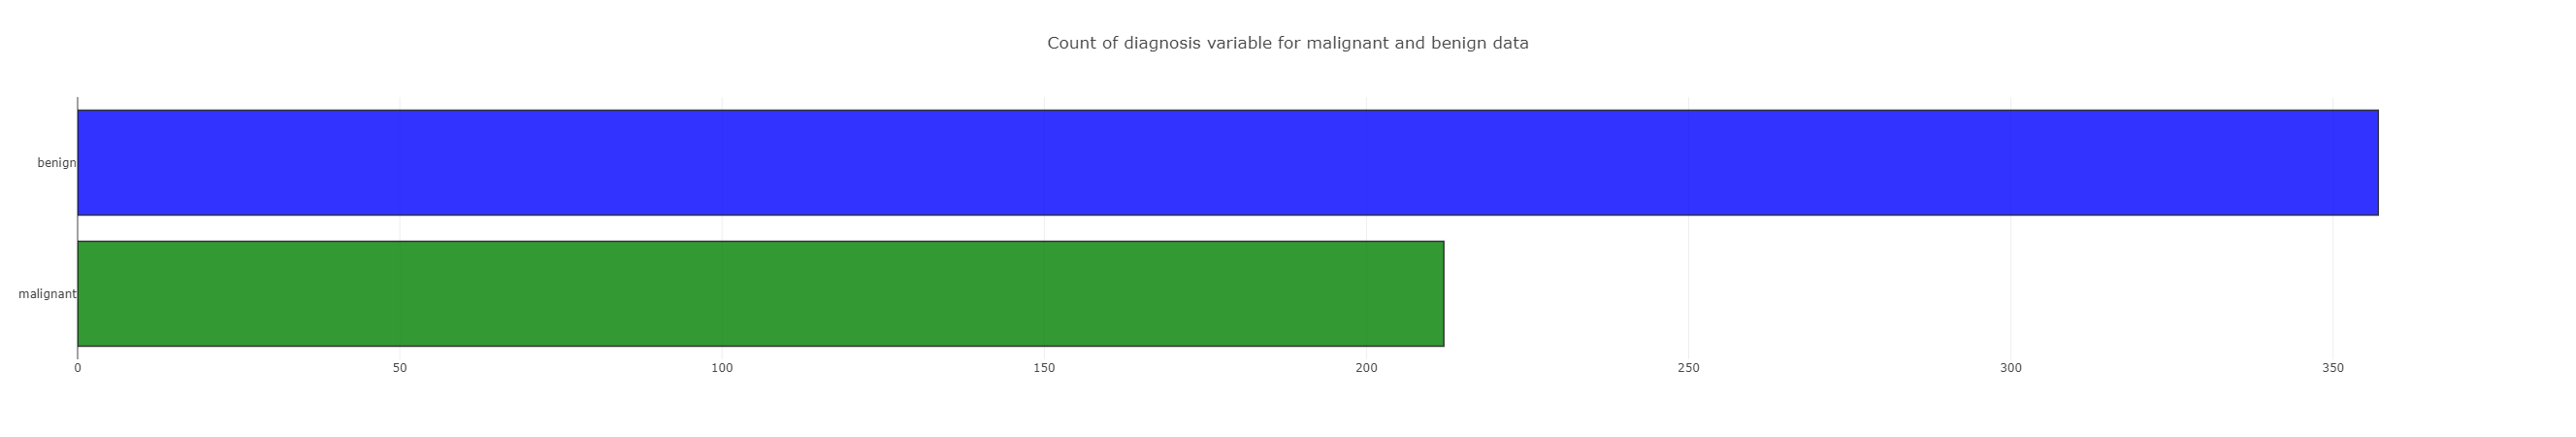 Count of diagnosis variable for malignant and benign data
benign
malignant
0 50 100 150 200 250 300 350